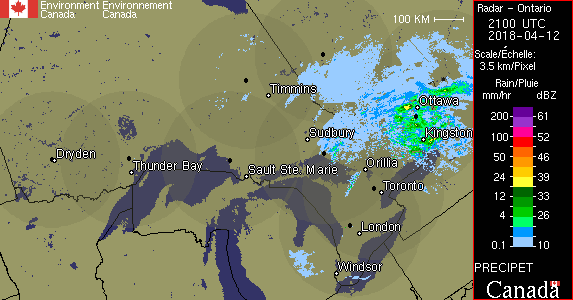 Environment Environnement
Canada Canada
100 KM
Timmins
Ottawa
Sudbury
Kingston
Dryden
Thunder Bay
Sault Ste. Marie
Orillia
Toronto
London
Windsor
Radar - Ontario
2100 UTC
2018-04-12
Scale/Échelle:
3.5 km/Pixel
Rain/Pluie
mm/hr dBZ
200 61
100 52
50 46
24 39
12 33
4 26
0.1 10
PRECIPET
Canada